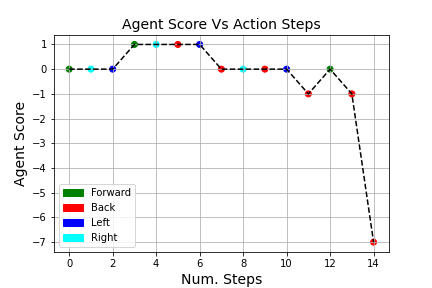 Agent Score Vs Action Steps
1
0
−1
−2
−3
−4
−5
−6
−7
Agent Score
Forward
Back
Left
Right
0 2 4 6 8 10 12 14
Num. Steps